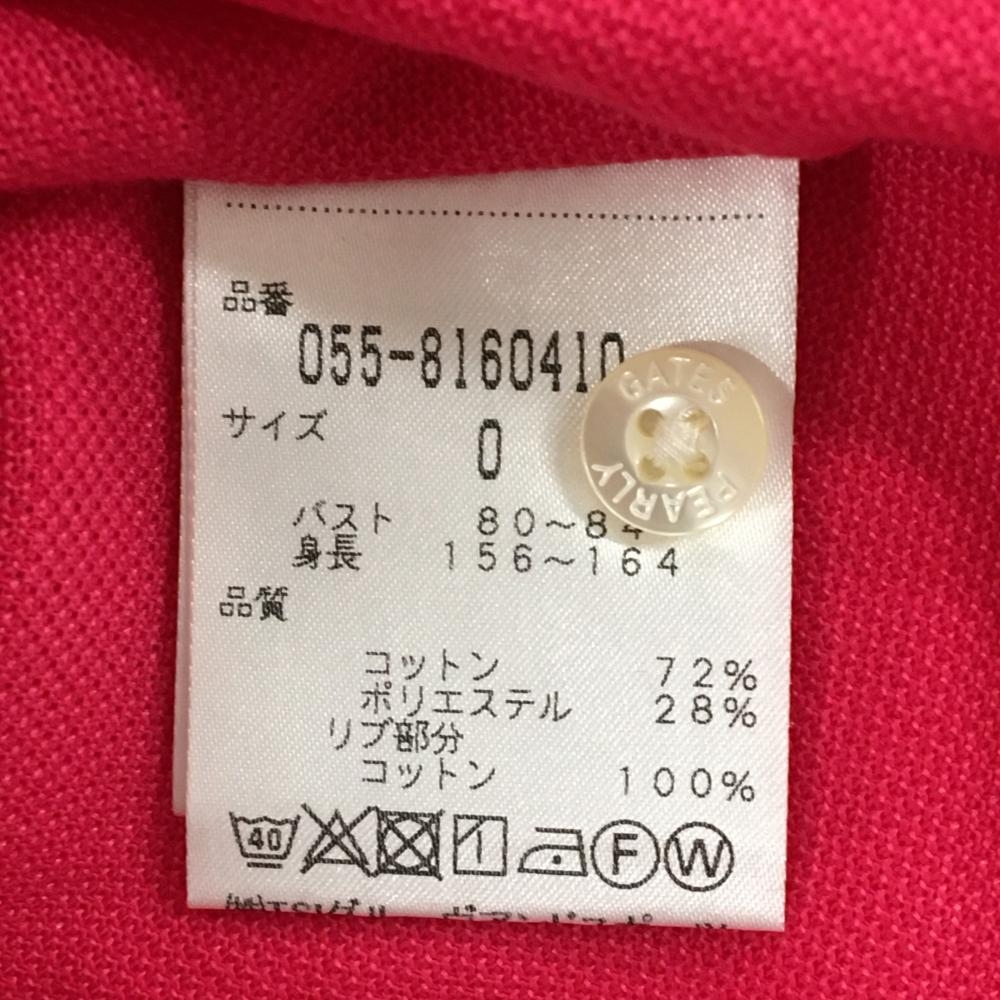 品番
055-8160410
サイズ 0
バスト 80～84
身長 156～164
品質
コットン 72%
ポリエステル 28%
リブ部分
コットン 100%
40 F W
GATES
PEARLY